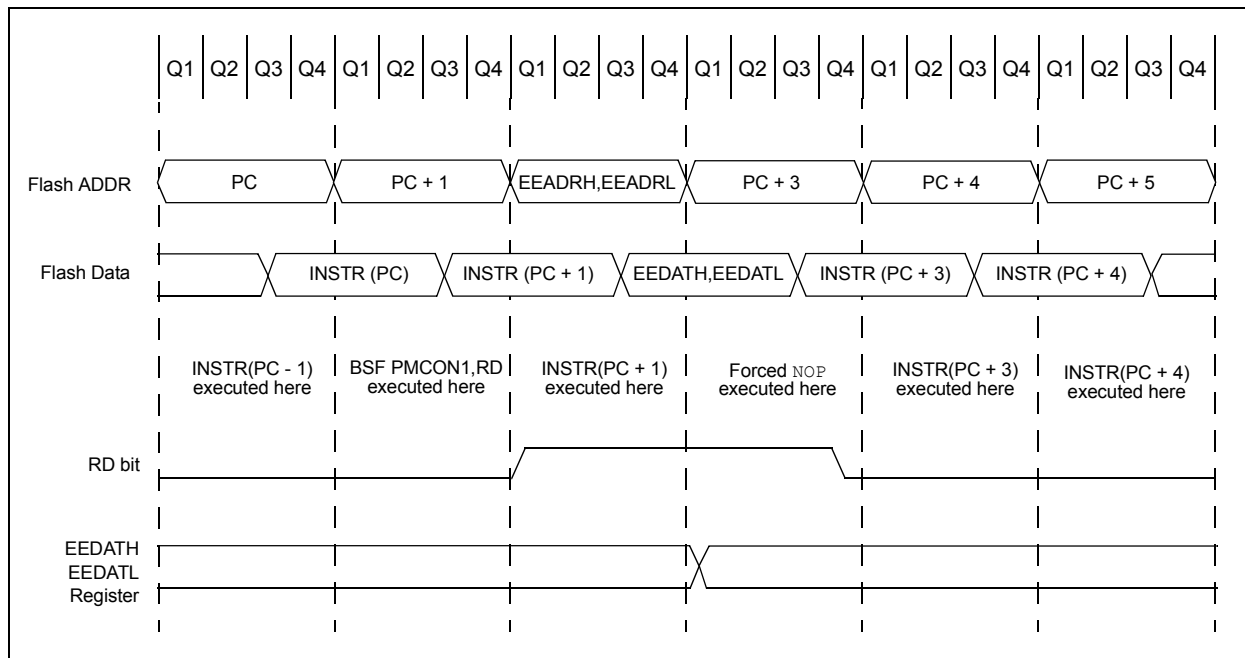 Q1 Q2 Q3 Q4 Q1 Q2 Q3 Q4 Q1 Q2 Q3 Q4 Q1 Q2 Q3 Q4 Q1 Q2 Q3 Q4 Q1 Q2 Q3 Q4
Flash ADDR PC PC + 1 EEADRH,EEADRL PC + 3 PC + 4 PC + 5
Flash Data INSTR (PC) INSTR (PC + 1) EEDATH,EEDATL INSTR (PC + 3) INSTR (PC + 4)
INSTR(PC - 1)
executed here
BSF PMCON1,RD
executed here
INSTR(PC + 1)
executed here
Forced NOP
executed here
INSTR(PC + 3)
executed here
INSTR(PC + 4)
executed here
RD bit
EEDATH
EEDATL
Register